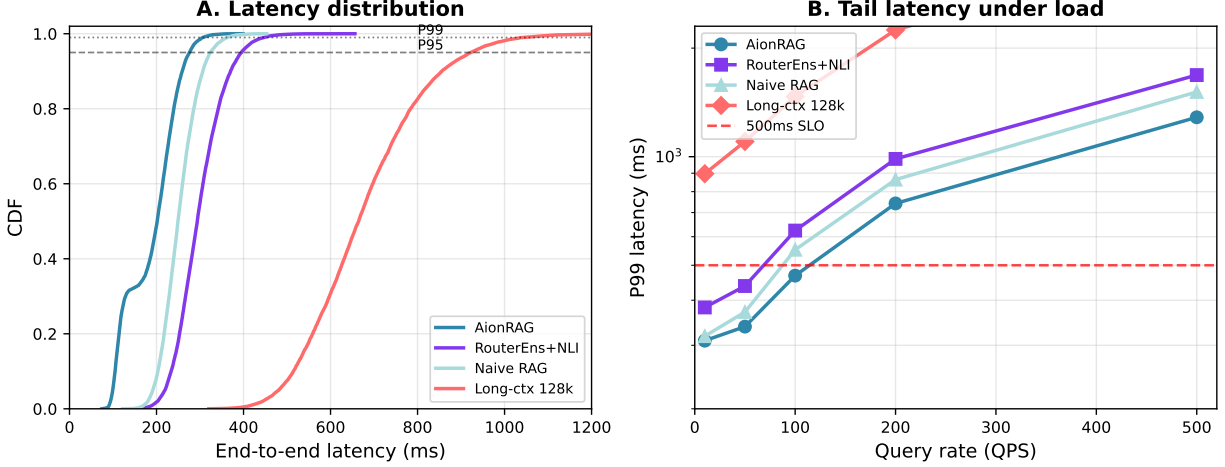 A. Latency distribution
1.0
0.8
0.6
0.4
0.2
0.0
CDF
P99
P95
AionRAG
RouterEns+NLI
Naive RAG
Long-ctx 128k
0 200 400 600 800 1000 1200
End-to-end latency (ms)
B. Tail latency under load
AionRAG
RouterEns+NLI
Naive RAG
Long-ctx 128k
500ms SLO
10³
P99 latency (ms)
0 100 200 300 400 500
Query rate (QPS)